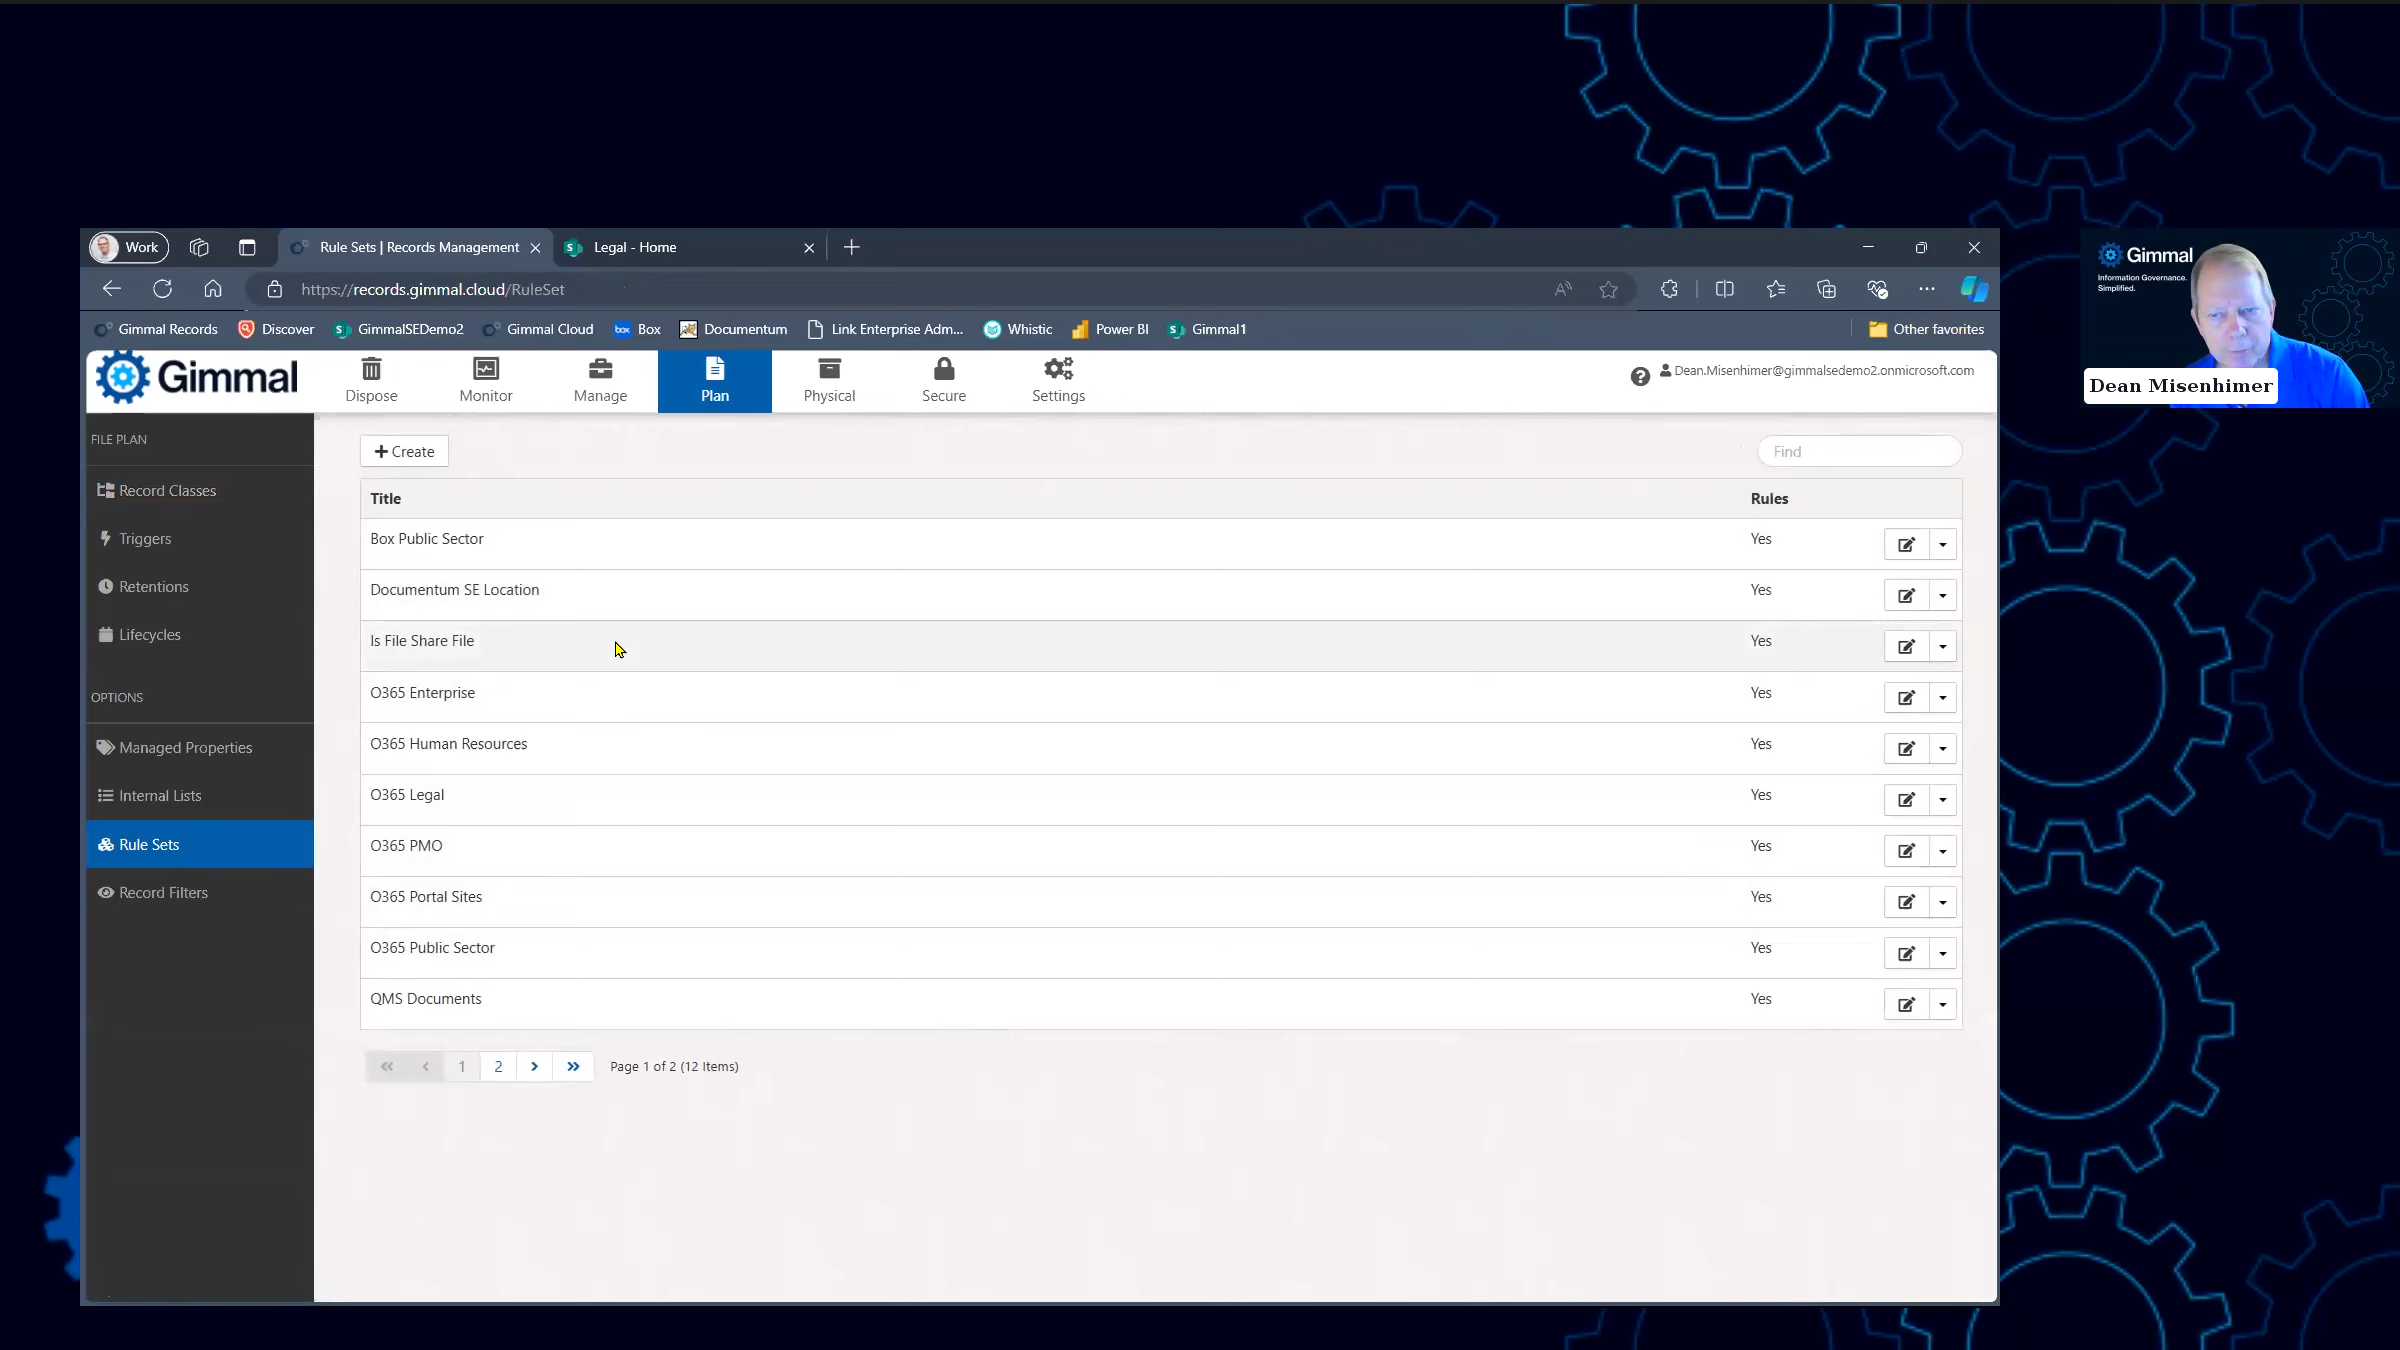 Work
Rule Sets | Records Management
Legal - Home
https://records.gimmal.cloud/RuleSet
Gimmal Records
Discover
GimmalSEDemo2
Gimmal Cloud
box Box
Documentum
Link Enterprise Adm...
Whistic
Power BI
Gimmal1
Other favorites
Gimmal
Dispose
Monitor
Manage
Plan
Physical
Secure
Settings
Dean.Misenhimer@gimmalsedemo2.onmicrosoft.com
FILE PLAN
Record Classes
Triggers
Retentions
Lifecycles
OPTIONS
Managed Properties
Internal Lists
Rule Sets
Record Filters
Create
Find
Title Rules
Box Public Sector Yes
Documentum SE Location Yes
Is File Share File Yes
O365 Enterprise Yes
O365 Human Resources Yes
O365 Legal Yes
O365 PMO Yes
O365 Portal Sites Yes
O365 Public Sector Yes
QMS Documents Yes
1 2 Page 1 of 2 (12 Items)
Gimmal
Information Governance.
Simplified.
Dean Misenhimer